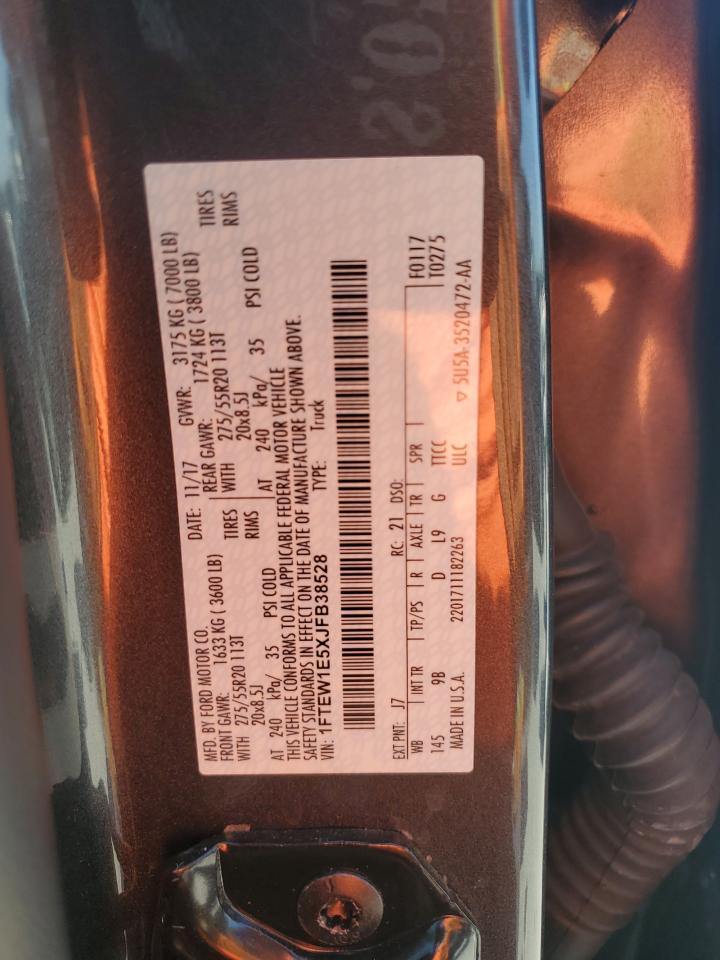 MFD. BY FORD MOTOR CO.
DATE: 11/17 GVWR: 3175 KG ( 7000 LB)
FRONT GAWR: 1633 KG ( 3600 LB) REAR GAWR: 1724 KG ( 3800 LB)
WITH 275/55R20 113T TIRES WITH 275/55R20 113T TIRES
20x8.5J RIMS 20x8.5J RIMS
AT 240 kPa/ 35 PSI COLD AT 240 kPa/ 35 PSI COLD
THIS VEHICLE CONFORMS TO ALL APPLICABLE FEDERAL MOTOR VEHICLE
SAFETY STANDARDS IN EFFECT ON THE DATE OF MANUFACTURE SHOWN ABOVE.
VIN: 1FTEW1E5XJFB38528 TYPE: Truck
EXT PNT: J7 RC: 21 DSO: F0117
WB INT TR TP/PS R AXLE TR SPR T0275
145 9B D L9 G TTCC
MADE IN U.S.A. 2201711182263 ULC ▽ 5U5A-3520472-AA
5.0